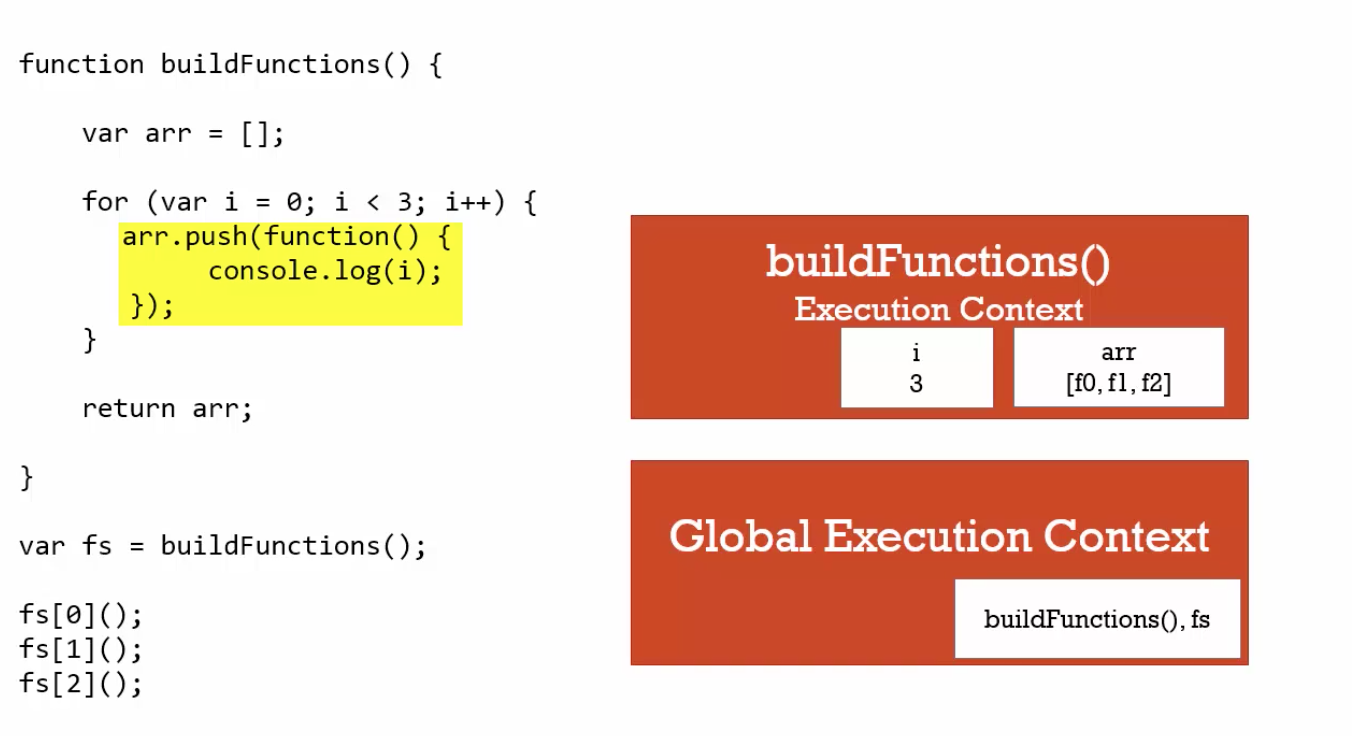 function buildFunctions() {
var arr = [];
for (var i = 0; i < 3; i++) {
arr.push(function() {
console.log(i);
});
}
return arr;
}
var fs = buildFunctions();
fs[0]();
fs[1]();
fs[2]();
buildFunctions()
Execution Context
i
3
arr
[f0, f1, f2]
Global Execution Context
buildFunctions(), fs